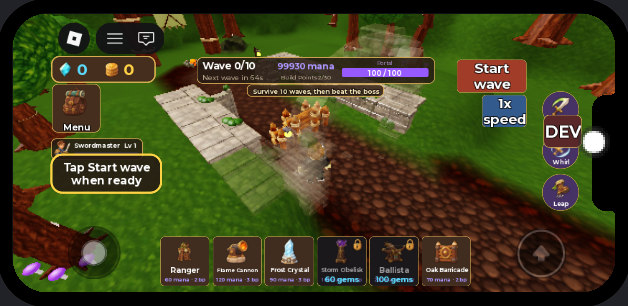 0 0
Wave 0/10 99930 mana Portal
Next wave in 64s Build Points 2/30 100 / 100
Survive 10 waves, then beat the boss
Start
wave
1x
speed
DEV
Whirl
Leap
Menu
Swordmaster Lv 1
Tap Start wave
when ready
Ranger
60 mana · 2 bp
Flame Cannon
120 mana · 3 bp
Frost Crystal
90 mana · 3 bp
Storm Obelisk
60 gems
Ballista
100 gems
Oak Barricade
70 mana · 2 bp